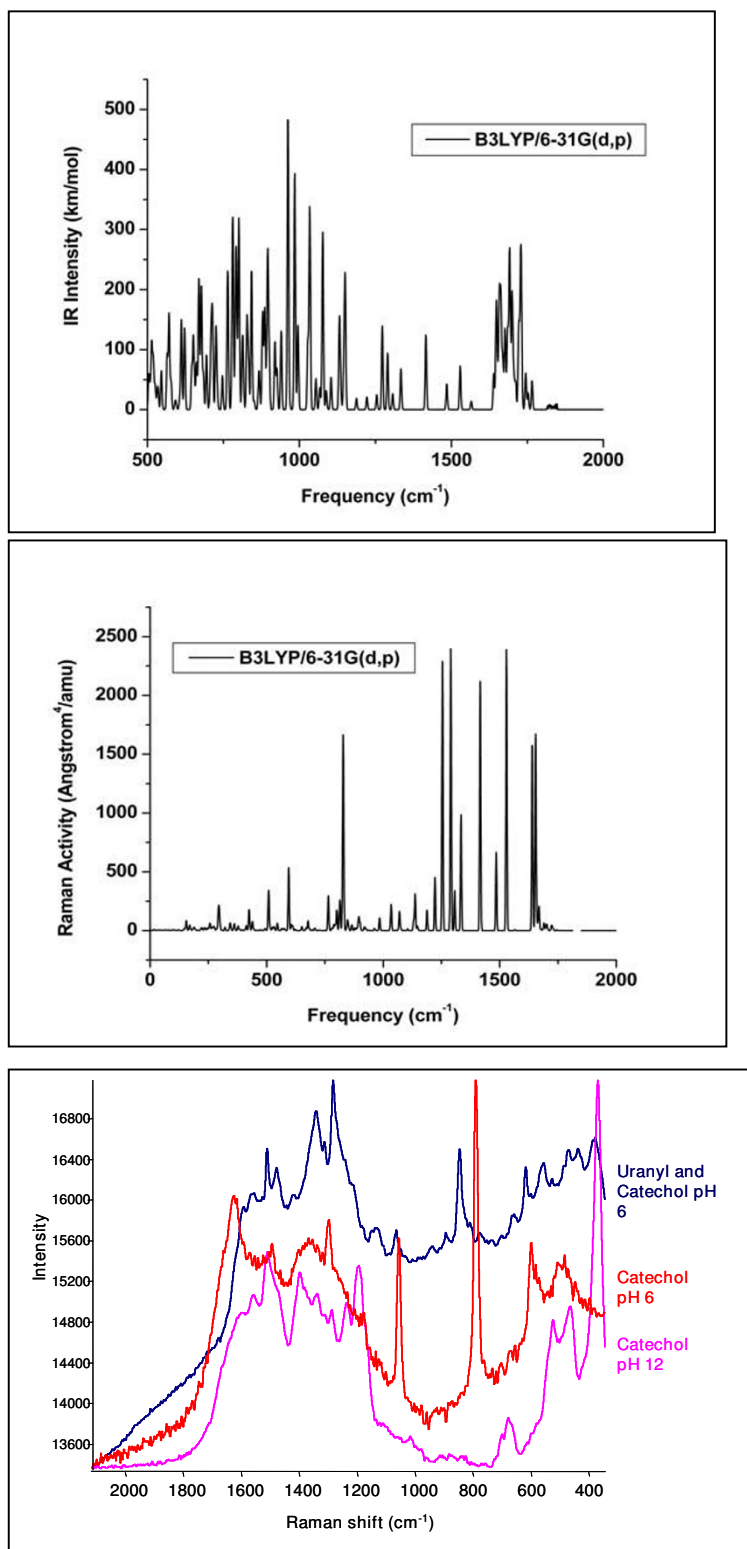 500
400
300
200
100
0
IR Intensity (km/mol)
B3LYP/6-31G(d,p)
500 1000 1500 2000
Frequency (cm⁻¹)
2500
2000
1500
1000
500
0
Raman Activity (Angstrom⁴/amu)
B3LYP/6-31G(d,p)
0 500 1000 1500 2000
Frequency (cm⁻¹)
16800
16400
16000
15600
15200
14800
14400
14000
13600
Intensity
Uranyl and
Catechol pH
6
Catechol
pH 6
Catechol
pH 12
2000 1800 1600 1400 1200 1000 800 600 400
Raman shift (cm⁻¹)